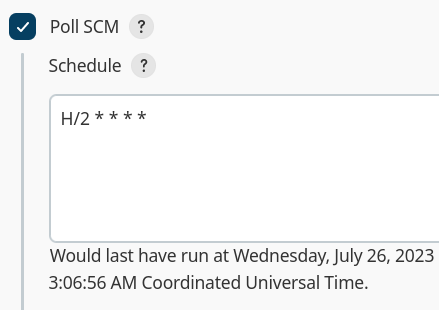 Poll SCM ?
Schedule ?
H/2 * * * *
Would last have run at Wednesday, July 26, 2023
3:06:56 AM Coordinated Universal Time.